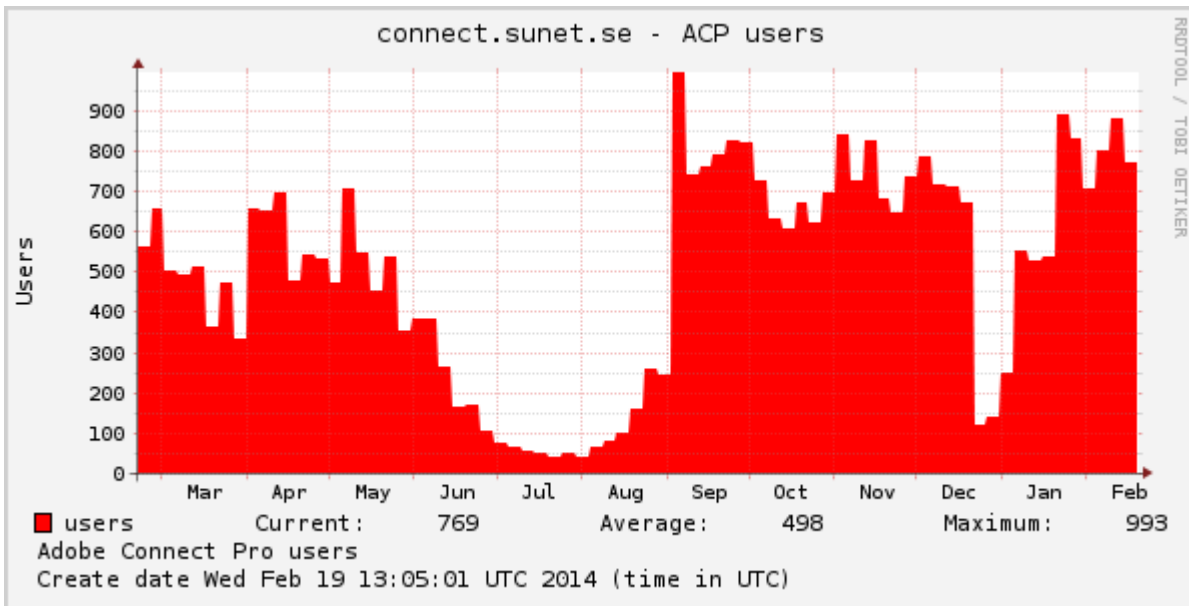 connect.sunet.se - ACP users
RRDTOOL / TOBI OETIKER
Users
900
800
700
600
500
400
300
200
100
0
Mar Apr May Jun Jul Aug Sep Oct Nov Dec Jan Feb
users Current: 769 Average: 498 Maximum: 993
Adobe Connect Pro users
Create date Wed Feb 19 13:05:01 UTC 2014 (time in UTC)